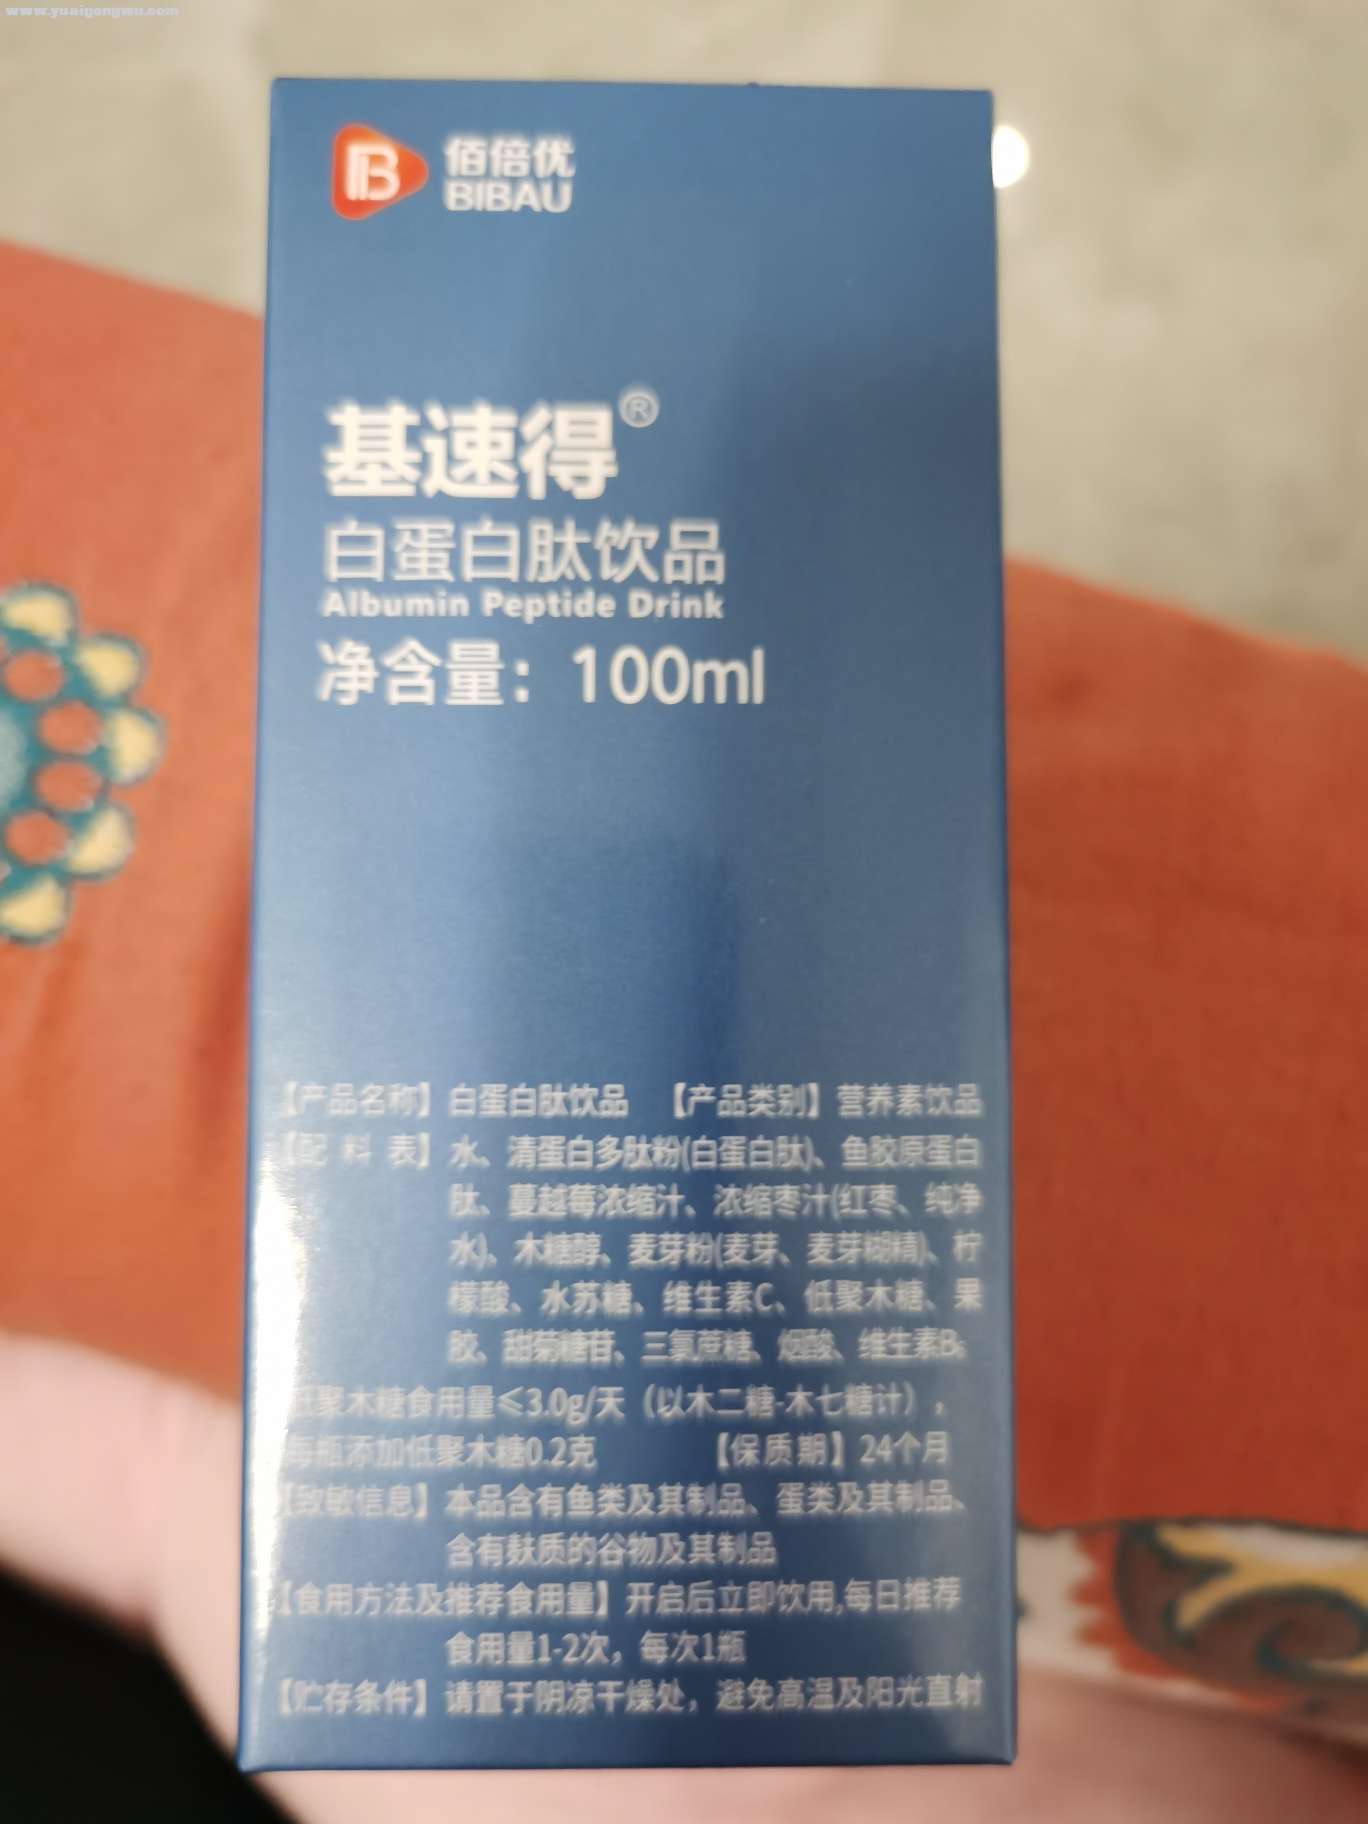 www.yunigongwu.com
佰倍优
BIBAU
基速得®
白蛋白肽饮品
Albumin Peptide Drink
净含量：100ml
【产品名称】白蛋白肽饮品 【产品类别】营养素饮品
【配料表】水、清蛋白多肽粉(白蛋白肽)、鱼胶原蛋白
肽、蔓越莓浓缩汁、浓缩枣汁(红枣、纯净
水)、木糖醇、麦芽粉(麦芽、麦芽糊精)、柠
檬酸、水苏糖、维生素C、低聚木糖、果
胶、甜菊糖苷、三氯蔗糖、烟酸、维生素B₆
低聚木糖食用量≤3.0g/天（以木二糖-木七糖计），
每瓶添加低聚木糖0.2克 【保质期】24个月
【致敏信息】本品含有鱼类及其制品、蛋类及其制品、
含有麸质的谷物及其制品
【食用方法及推荐食用量】开启后立即饮用,每日推荐
食用量1-2次，每次1瓶
【贮存条件】请置于阴凉干燥处，避免高温及阳光直射